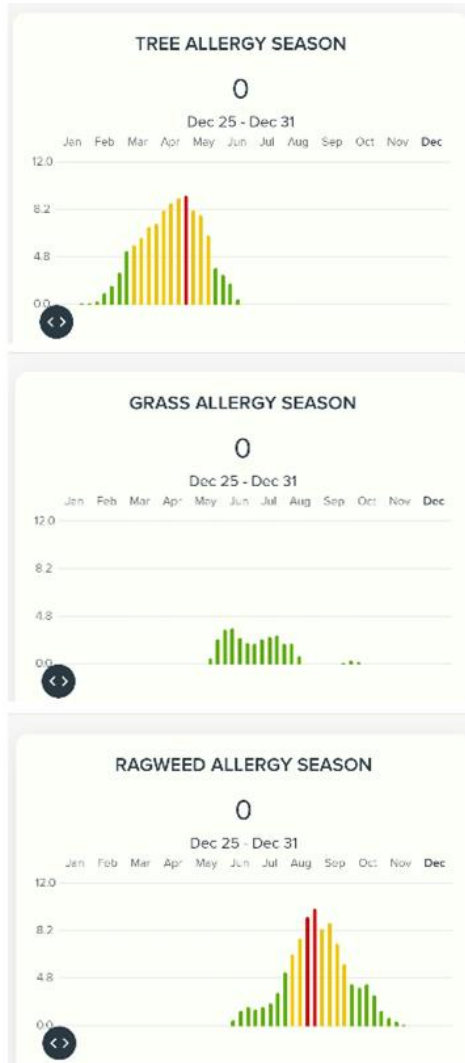 TREE ALLERGY SEASON
0
Dec 25 - Dec 31
Jan Feb Mar Apr May Jun Jul Aug Sep Oct Nov Dec
12.0
8.2
4.8
0.0
GRASS ALLERGY SEASON
0
Dec 25 - Dec 31
Jan Feb Mar Apr May Jun Jul Aug Sep Oct Nov Dec
12.0
8.2
4.8
0.0
RAGWEED ALLERGY SEASON
0
Dec 25 - Dec 31
Jan Feb Mar Apr May Jun Jul Aug Sep Oct Nov Dec
12.0
8.2
4.8
0.0